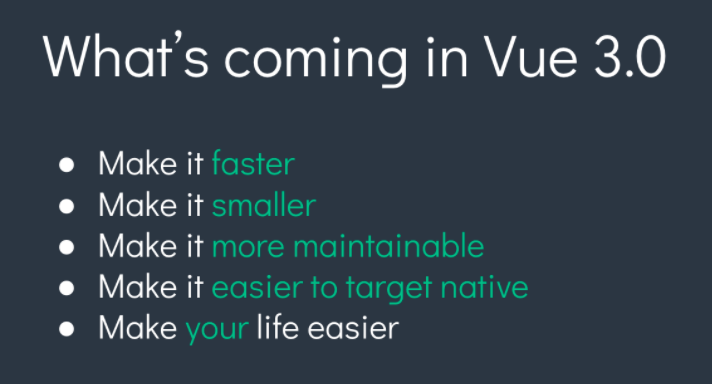 What's coming in Vue 3.0
● Make it faster
● Make it smaller
● Make it more maintainable
● Make it easier to target native
● Make your life easier